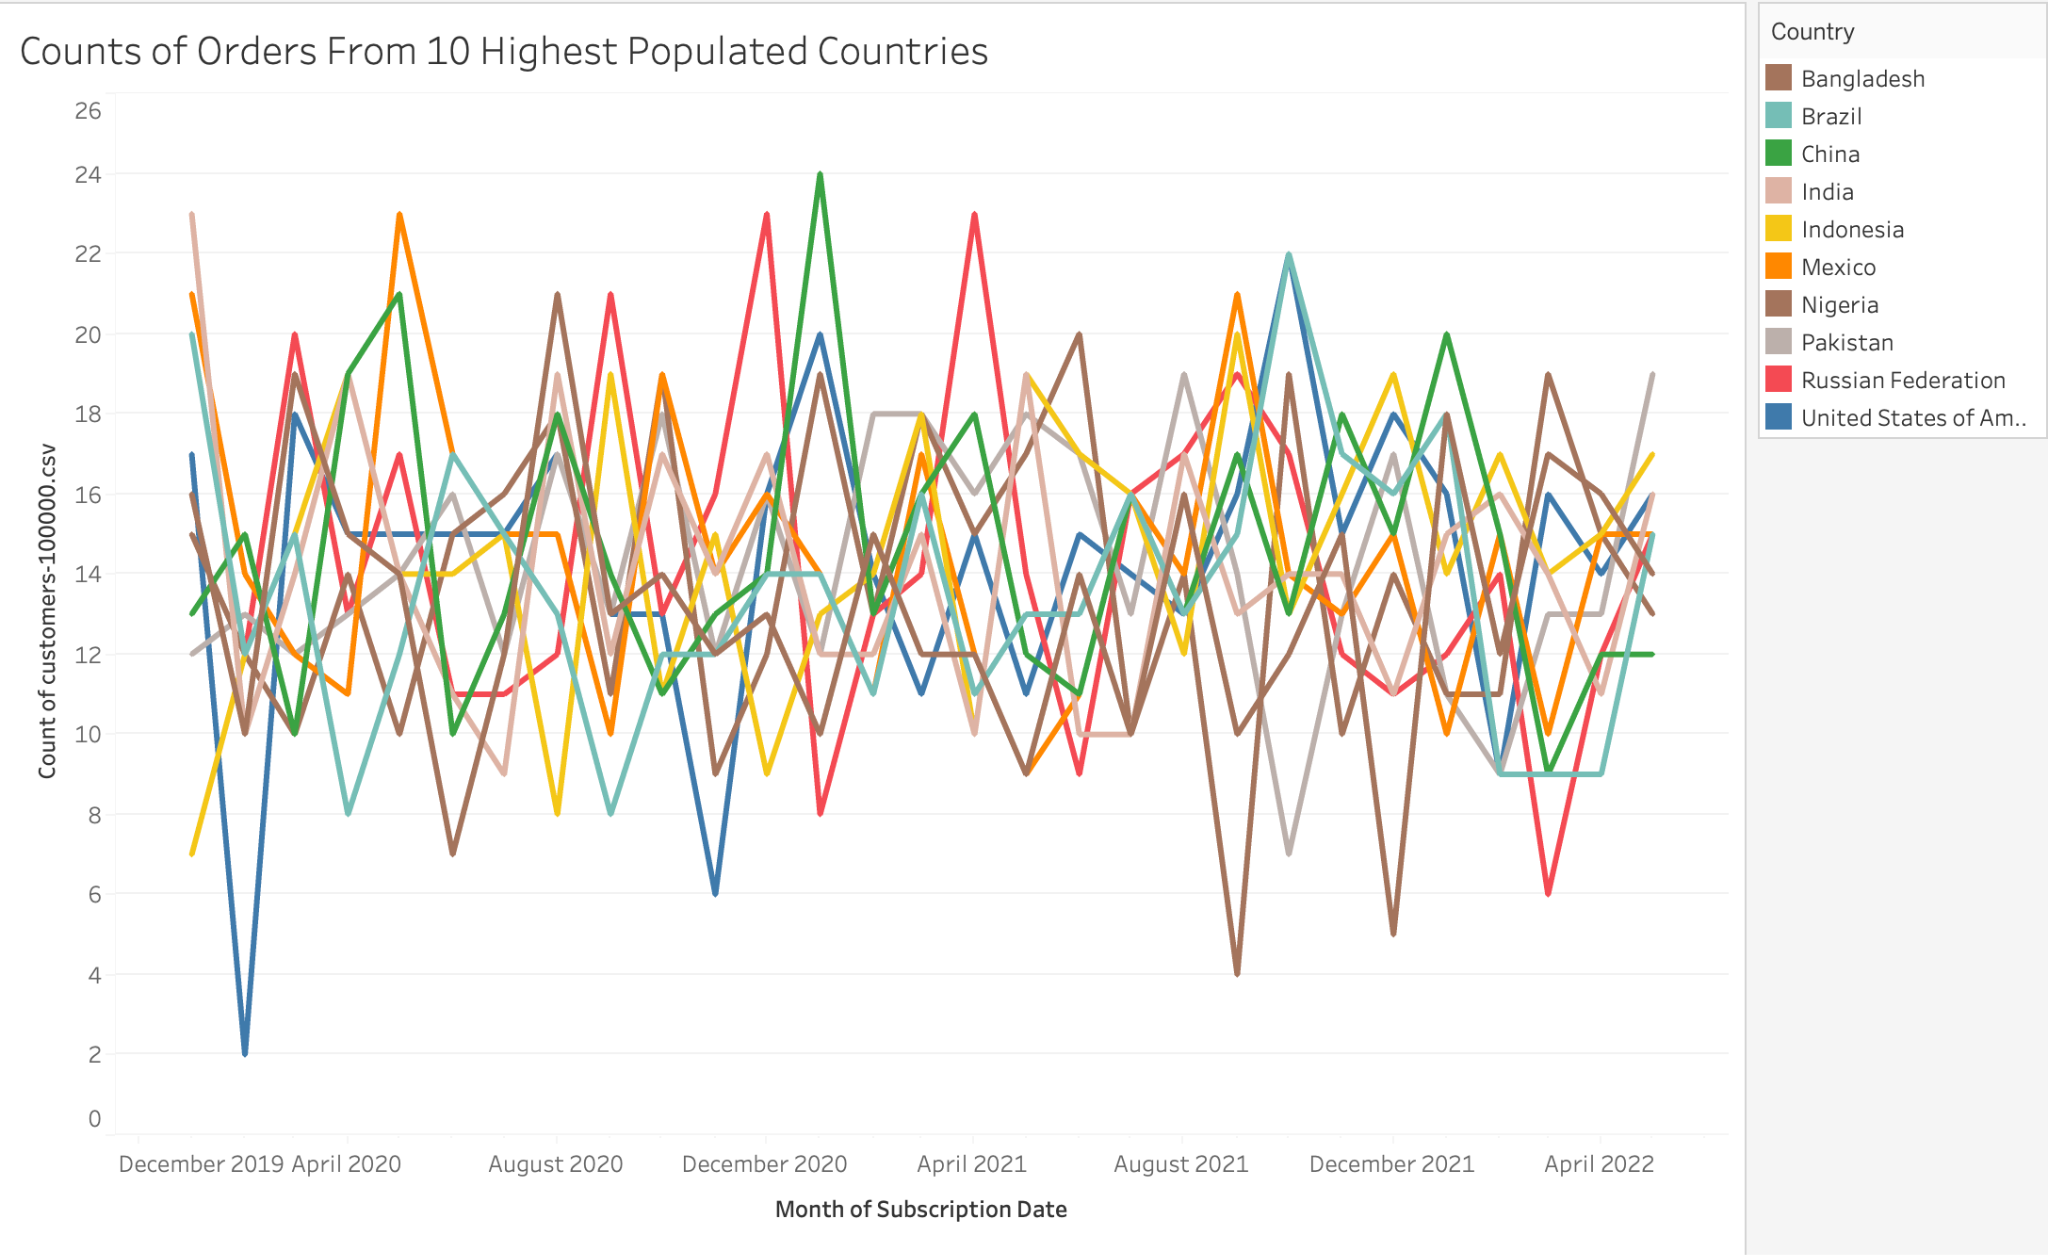 Counts of Orders From 10 Highest Populated Countries
26
24
22
20
18
16
14
12
10
8
6
4
2
0
Count of customers-100000.csv
December 2019 April 2020 August 2020 December 2020 April 2021 August 2021 December 2021 April 2022
Month of Subscription Date
Country
Bangladesh
Brazil
China
India
Indonesia
Mexico
Nigeria
Pakistan
Russian Federation
United States of Am..